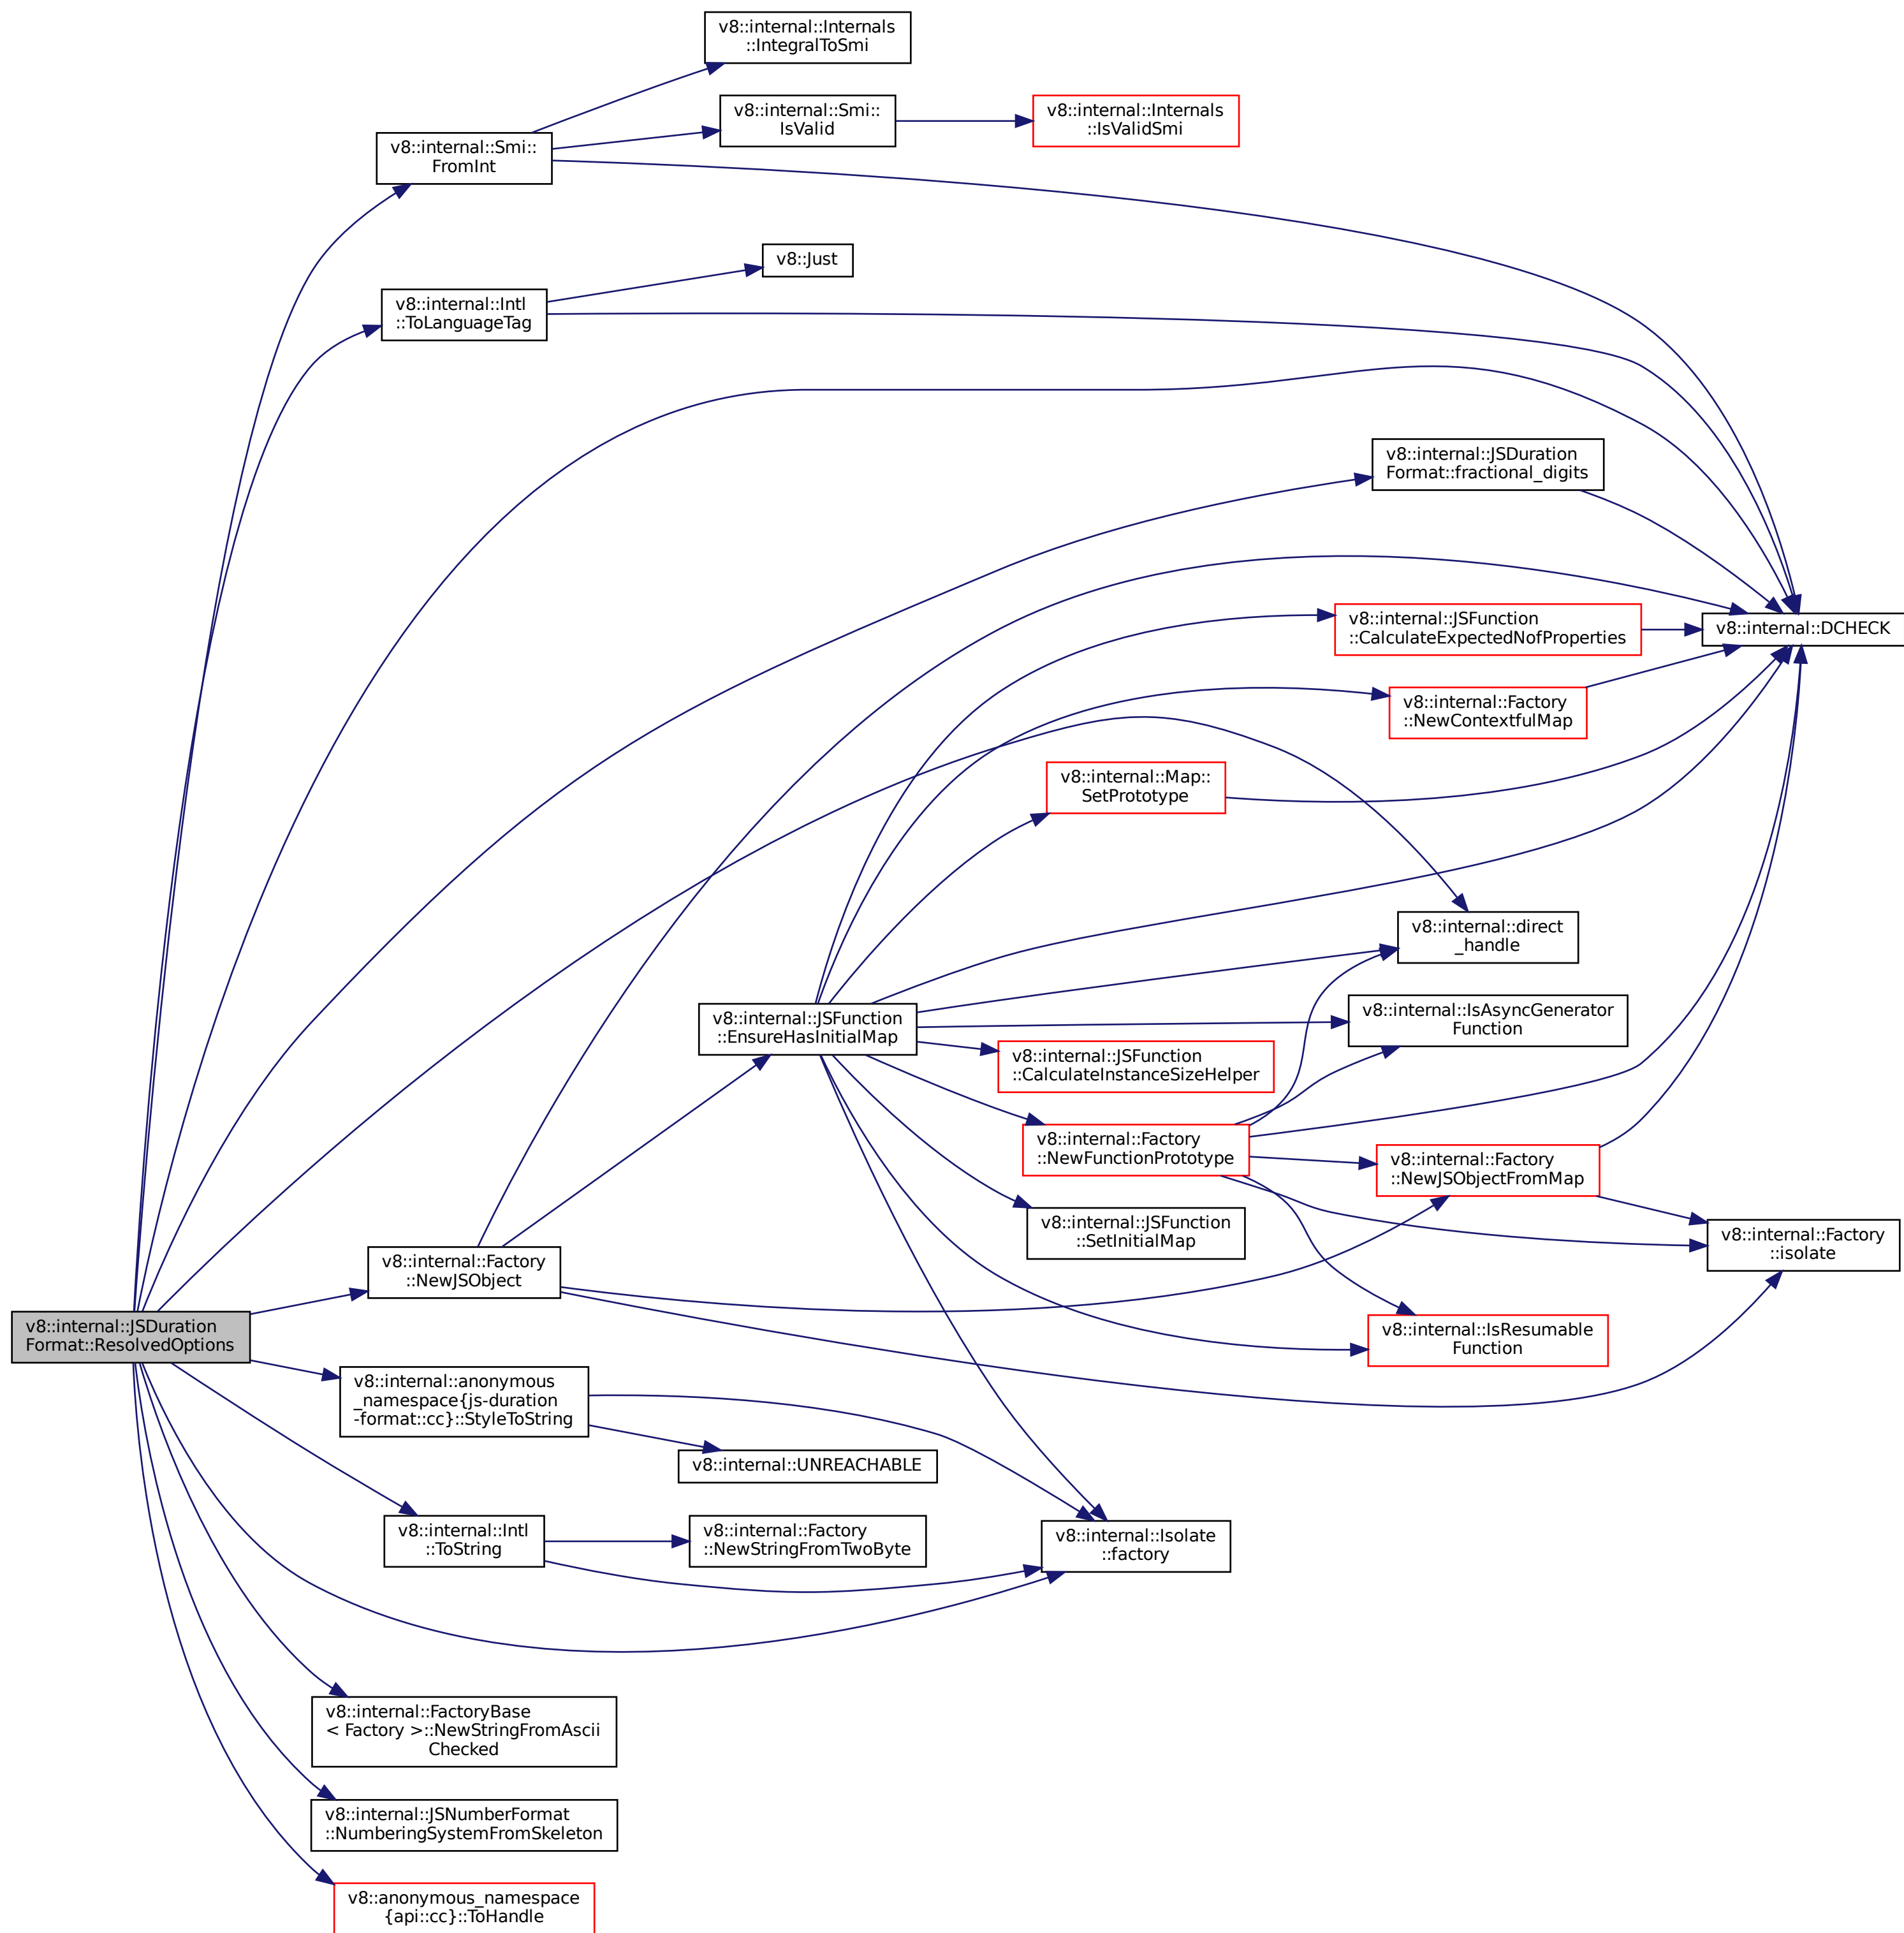 v8::internal::Internals
::IntegralToSmi
v8::internal::Smi::
IsValid
v8::internal::Internals
::IsValidSmi
v8::internal::Smi::
FromInt
v8::Just
v8::internal::Intl
::ToLanguageTag
v8::internal::JSDuration
Format::fractional_digits
v8::internal::JSFunction
::CalculateExpectedNofProperties
v8::internal::DCHECK
v8::internal::Factory
::NewContextfulMap
v8::internal::Map::
SetPrototype
v8::internal::direct
_handle
v8::internal::JSFunction
::EnsureHasInitialMap
v8::internal::IsAsyncGenerator
Function
v8::internal::JSFunction
::CalculateInstanceSizeHelper
v8::internal::Factory
::NewFunctionPrototype
v8::internal::Factory
::NewJSObjectFromMap
v8::internal::JSFunction
::SetInitialMap
v8::internal::Factory
::isolate
v8::internal::Factory
::NewJSObject
v8::internal::JSDuration
Format::ResolvedOptions
v8::internal::IsResumable
Function
v8::internal::anonymous
_namespace{js-duration
-format::cc}::StyleToString
v8::internal::UNREACHABLE
v8::internal::Intl
::ToString
v8::internal::Factory
::NewStringFromTwoByte
v8::internal::Isolate
::factory
v8::internal::FactoryBase
< Factory >::NewStringFromAscii
Checked
v8::internal::JSNumberFormat
::NumberingSystemFromSkeleton
v8::anonymous_namespace
{api::cc}::ToHandle